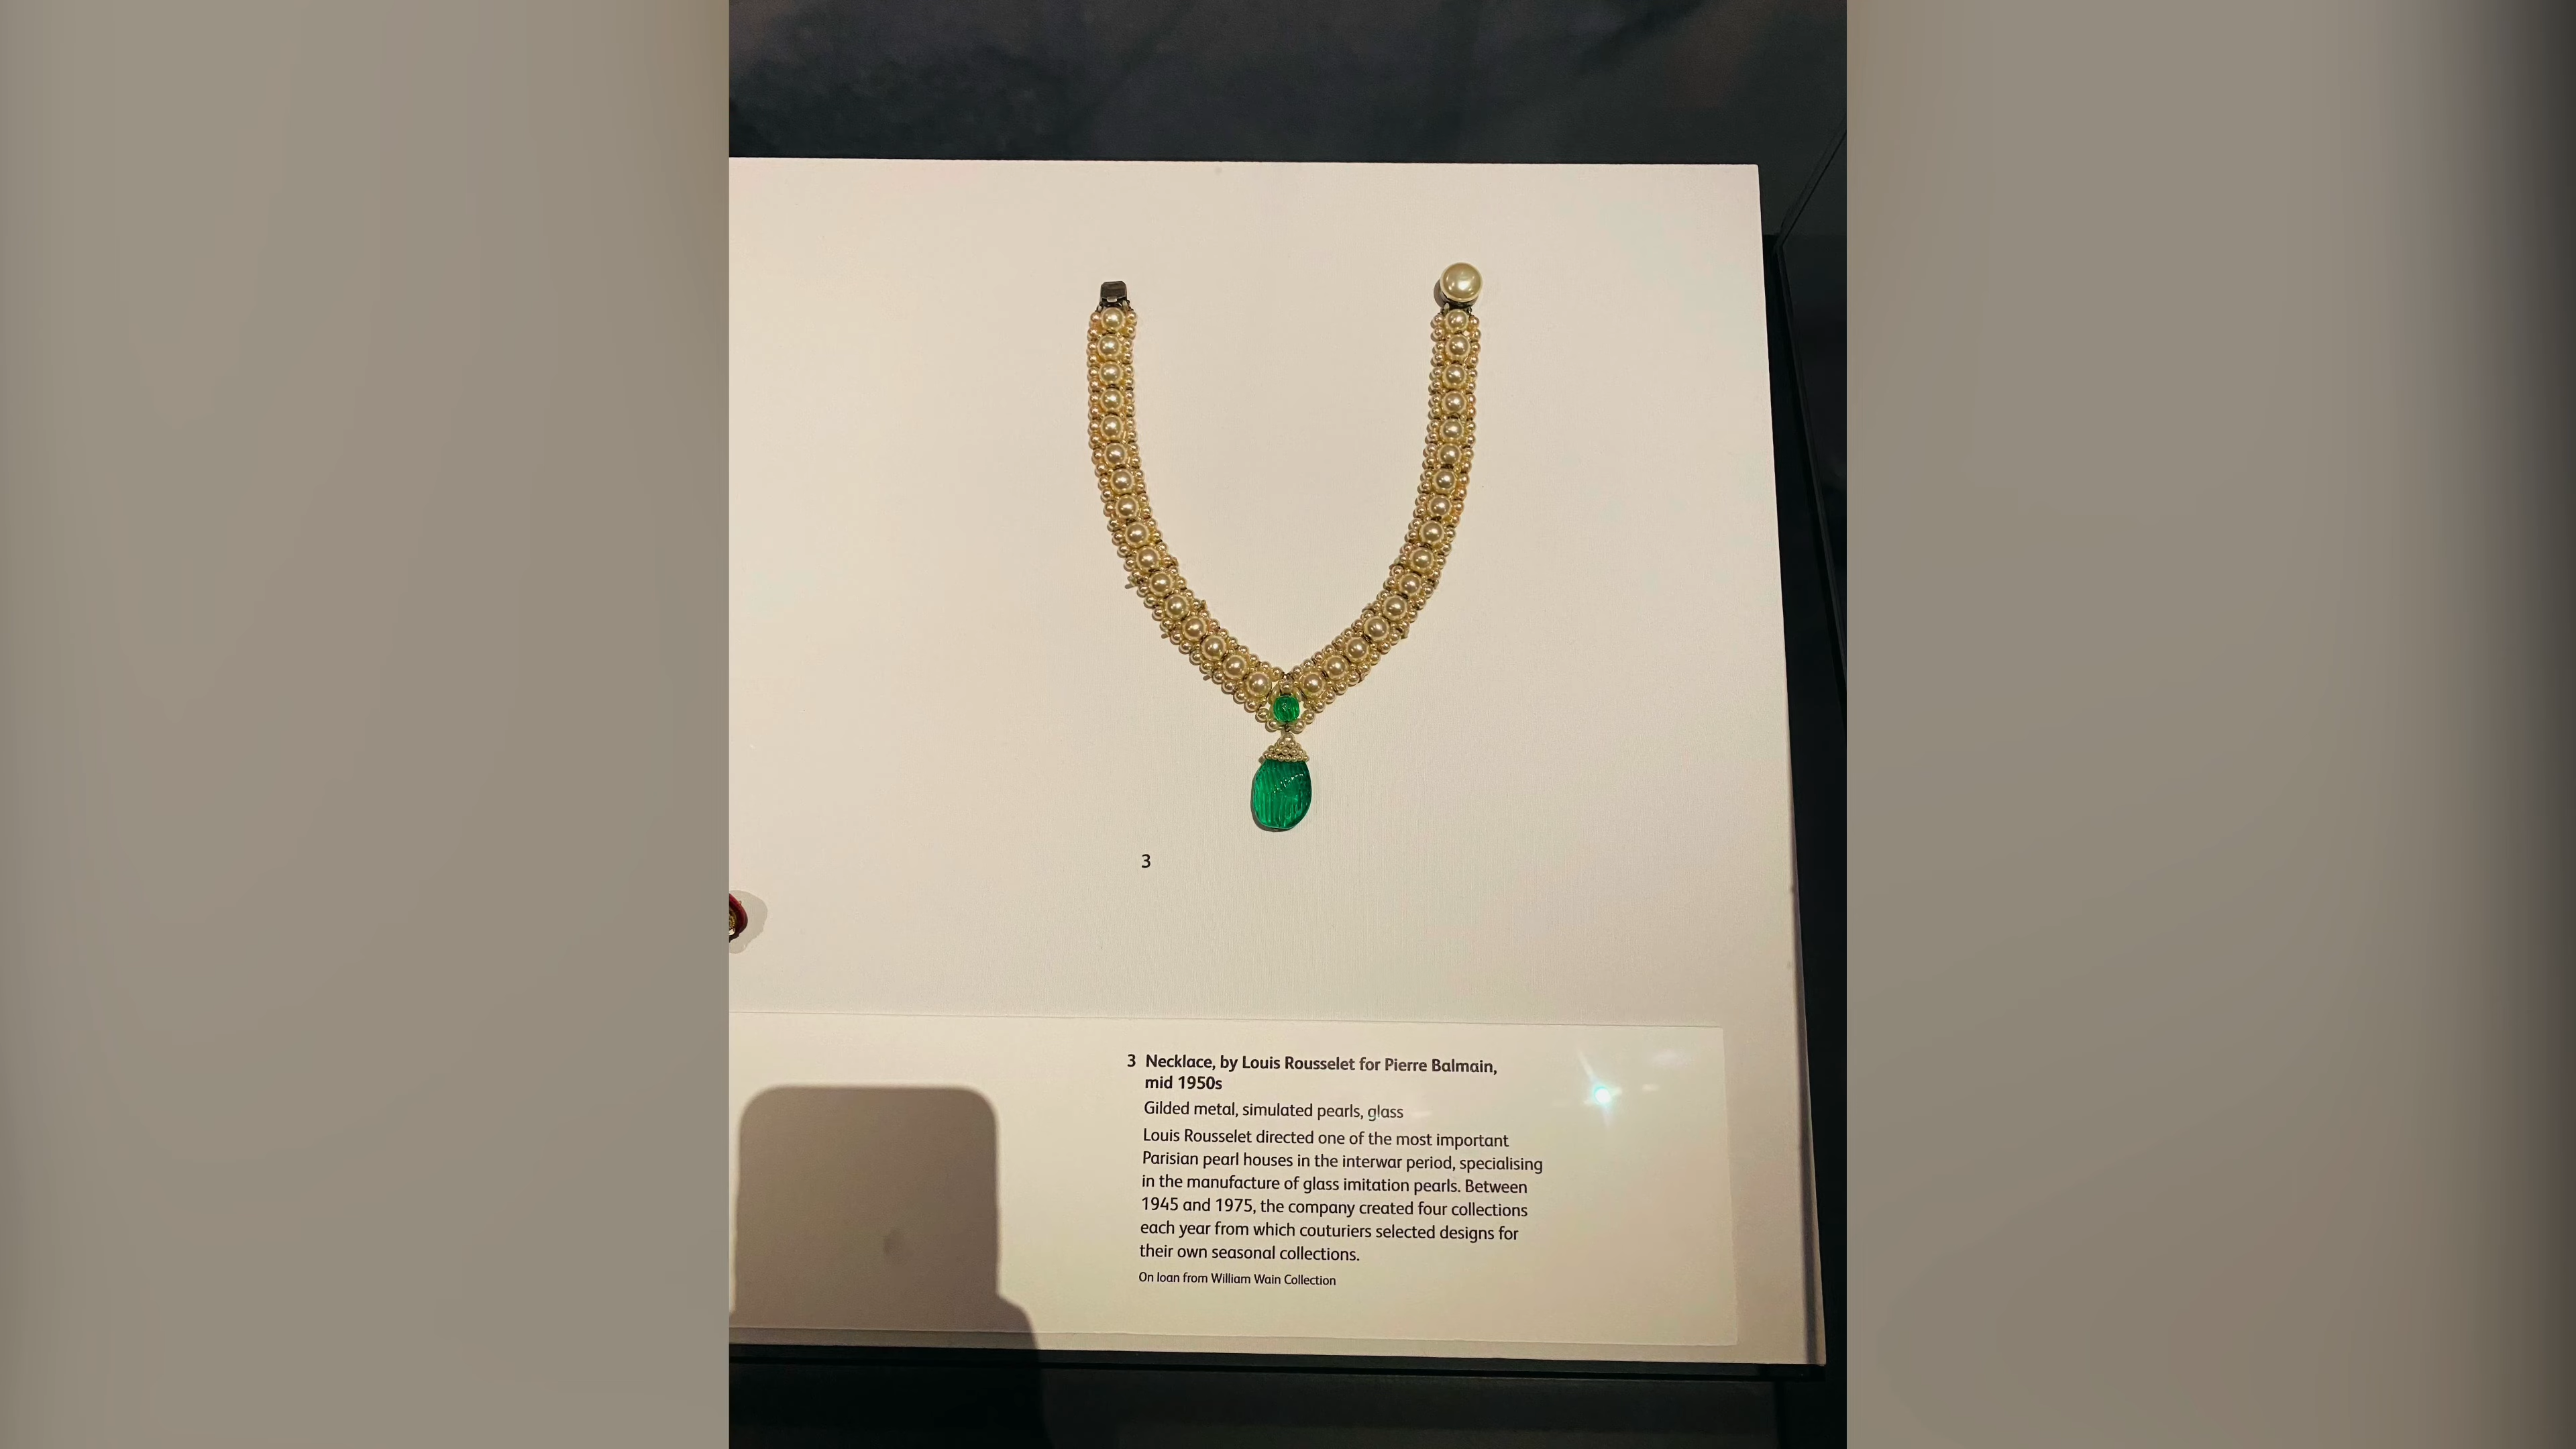 3
3 Necklace, by Louis Rousselet for Pierre Balmain,
mid 1950s
Gilded metal, simulated pearls, glass
Louis Rousselet directed one of the most important
Parisian pearl houses in the interwar period, specialising
in the manufacture of glass imitation pearls. Between
1945 and 1975, the company created four collections
each year from which couturiers selected designs for
their own seasonal collections.
On loan from William Wain Collection